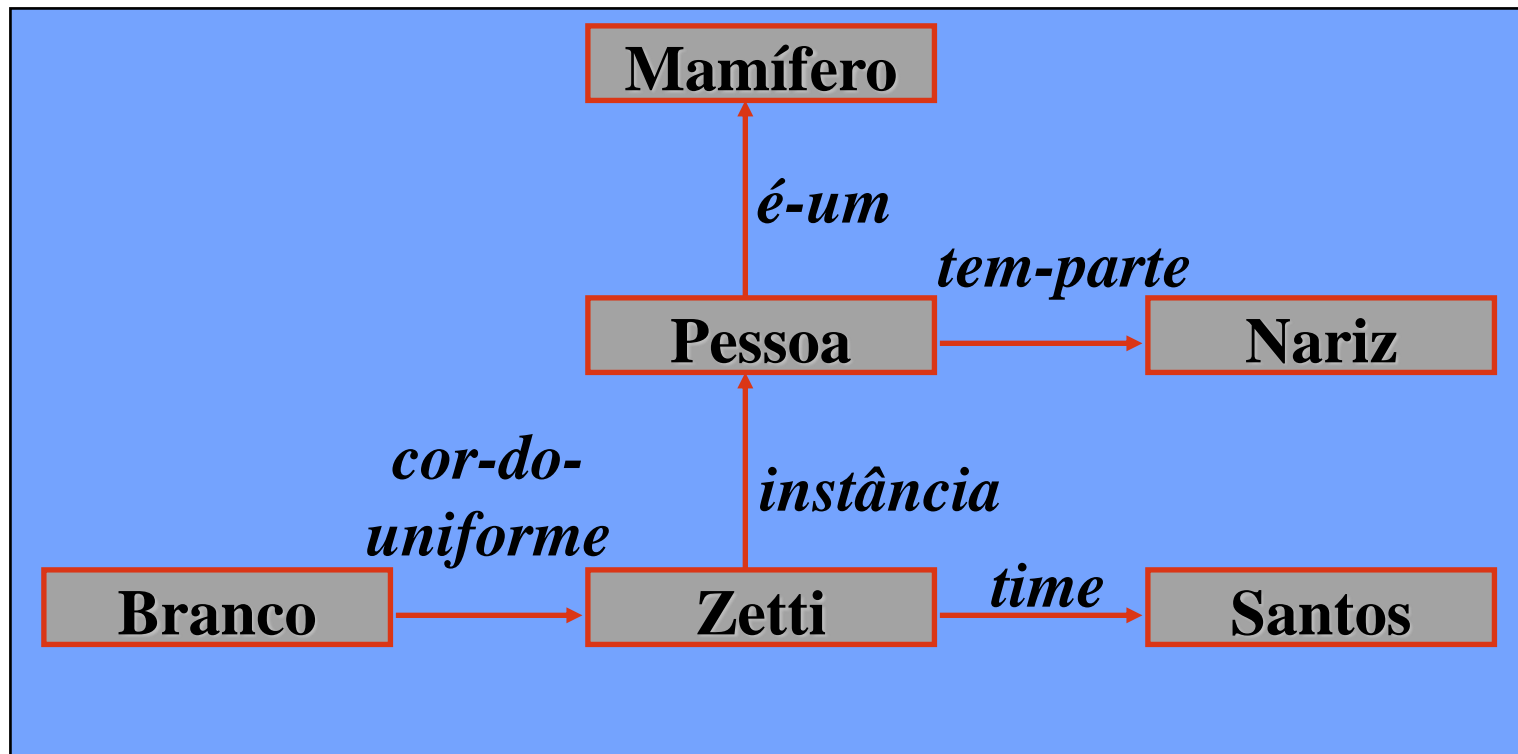 Mamífero
é-um
tem-parte
Pessoa
Nariz
cor-do-
uniforme
instância
time
Branco
Zetti
Santos